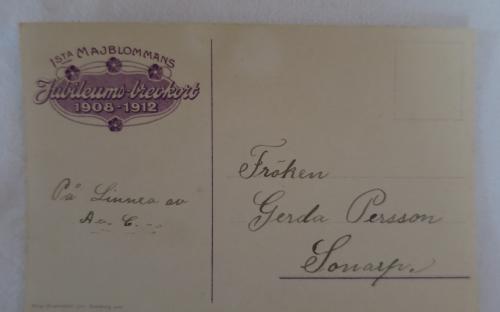 1STA MAJBLOMMANS
Jubileums-brevkort
1908-1912
På Linnea av
A. C.
Fröken
Gerda Persson
Sonarp.